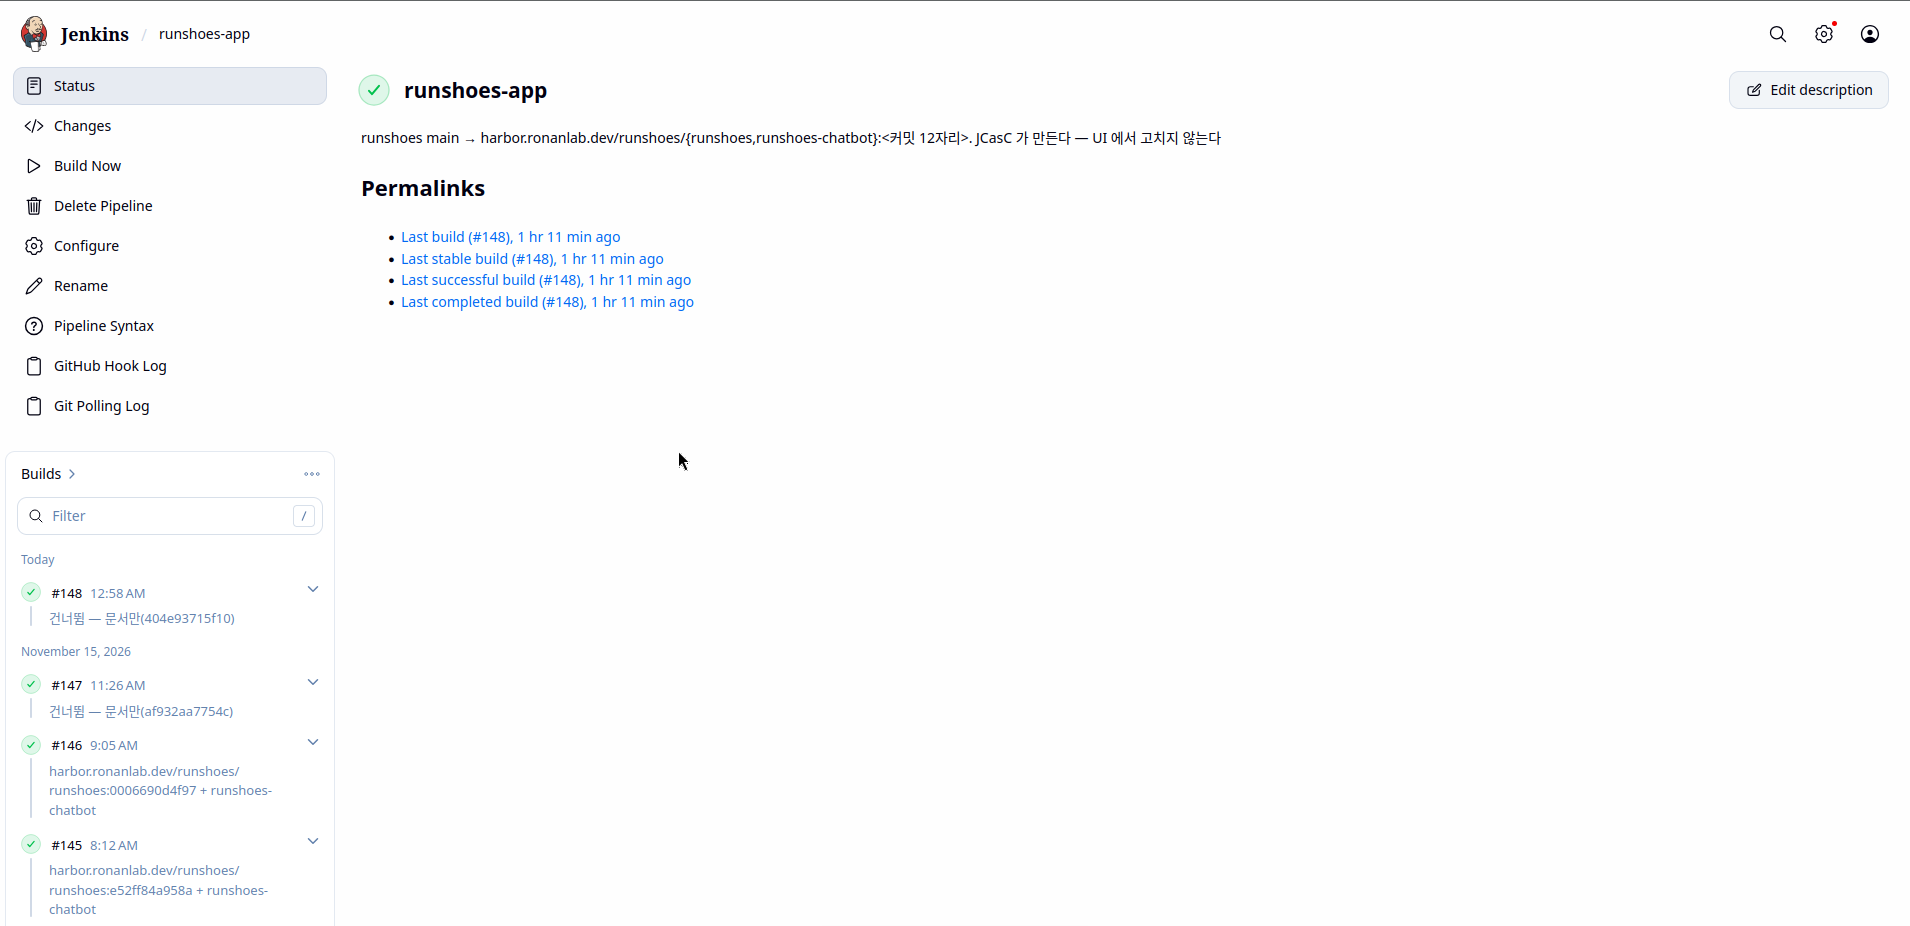 Jenkins / runshoes-app
Status
Changes
Build Now
Delete Pipeline
Configure
Rename
Pipeline Syntax
GitHub Hook Log
Git Polling Log
Builds
Filter /
Today
#148 12:58 AM
건너뜀 — 문서만(404e93715f10)
November 15, 2026
#147 11:26 AM
건너뜀 — 문서만(af932aa7754c)
#146 9:05 AM
harbor.ronanlab.dev/runshoes/
runshoes:0006690d4f97 + runshoes-
chatbot
#145 8:12 AM
harbor.ronanlab.dev/runshoes/
runshoes:e52ff84a958a + runshoes-
chatbot
runshoes-app
Edit description
runshoes main → harbor.ronanlab.dev/runshoes/{runshoes,runshoes-chatbot}:<커밋 12자리>. JCasC 가 만든다 — UI 에서 고치지 않는다
Permalinks
Last build (#148), 1 hr 11 min ago
Last stable build (#148), 1 hr 11 min ago
Last successful build (#148), 1 hr 11 min ago
Last completed build (#148), 1 hr 11 min ago